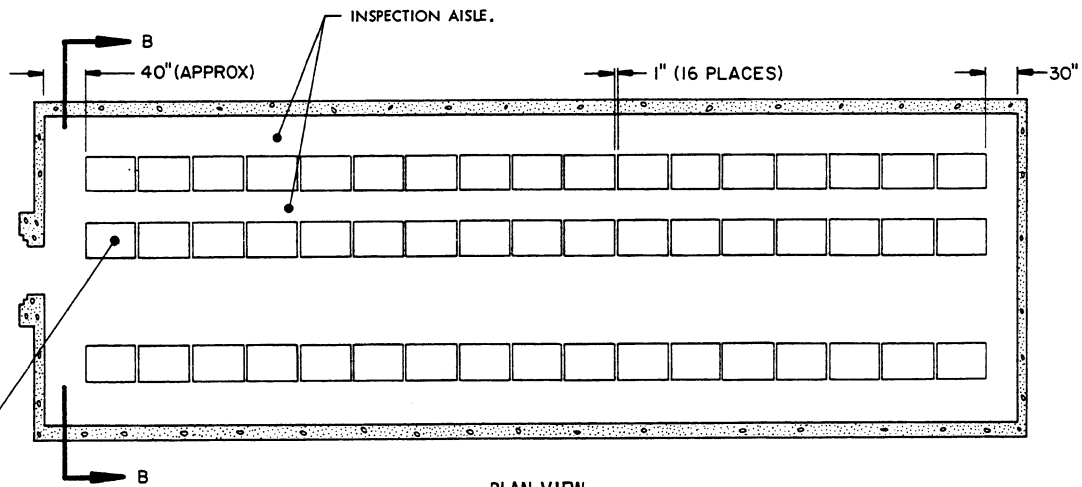 INSPECTION AISLE.
B
40" (APPROX)
1" (16 PLACES)
30"
B
PLAN VIEW